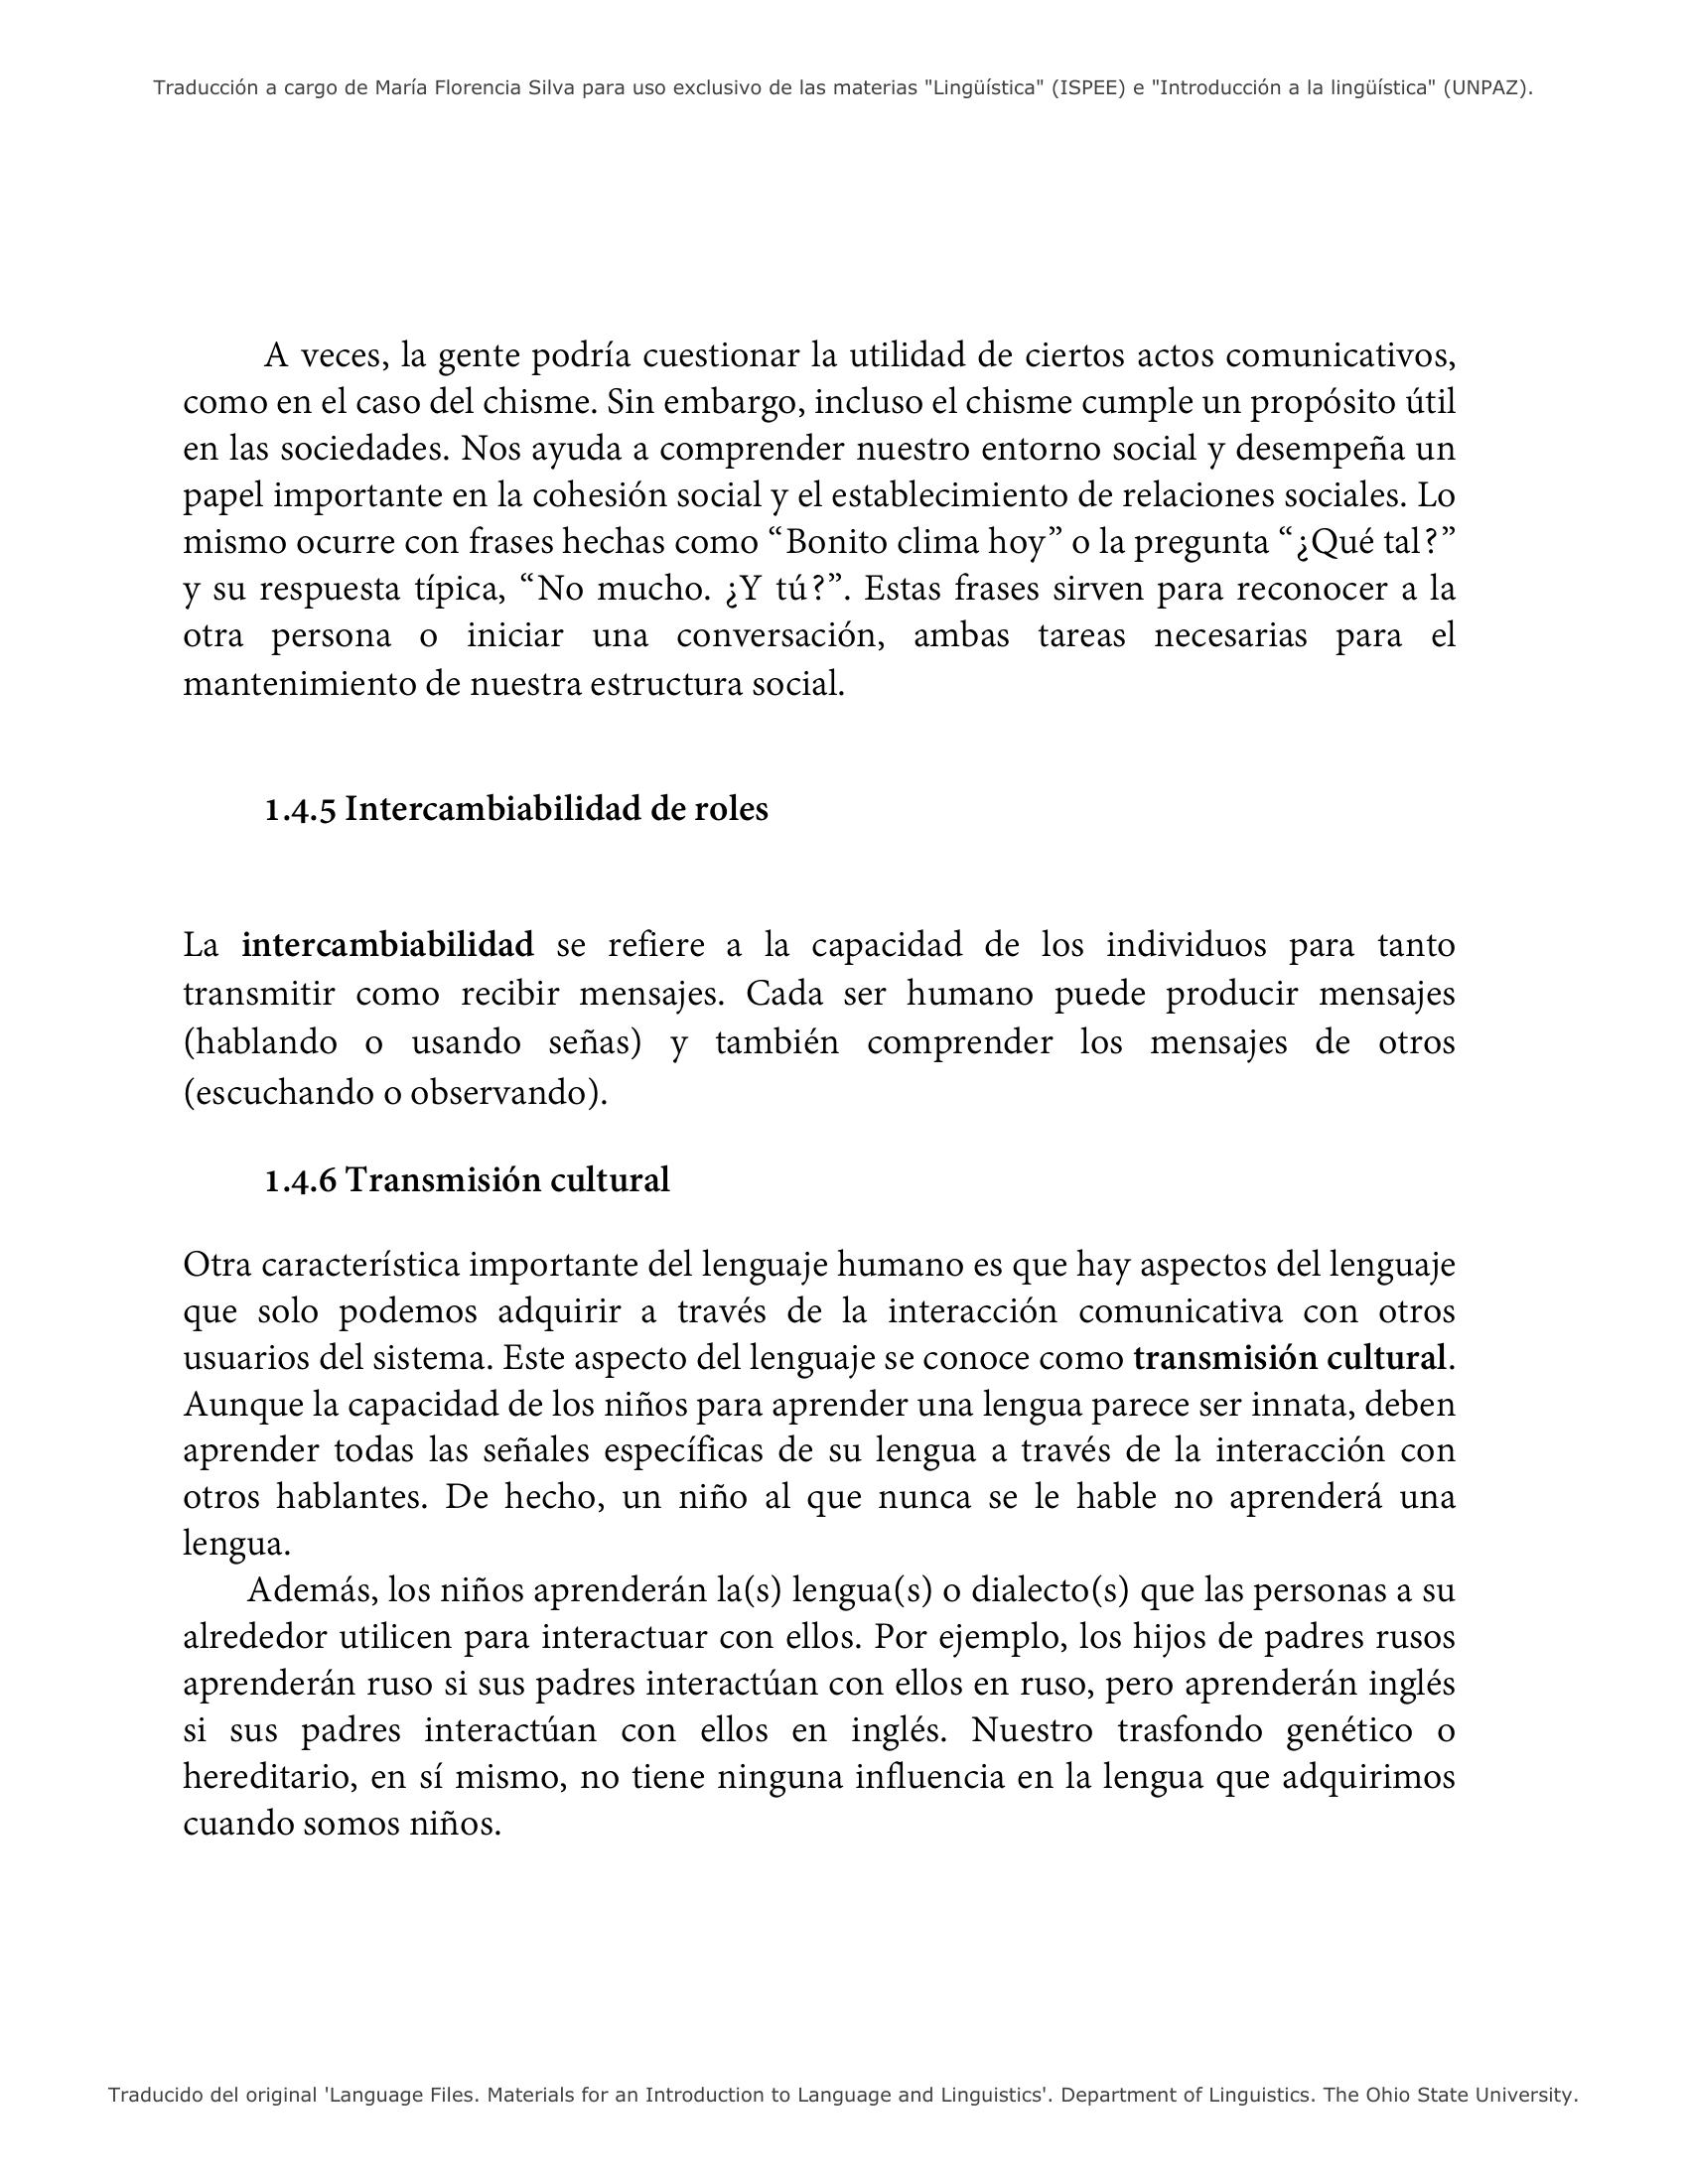 Traducción a cargo de María Florencia Silva para uso exclusivo de las materias "Lingüística" (ISPEE) e "Introducción a la lingüística" (UNPAZ).
A veces, la gente podría cuestionar la utilidad de ciertos actos comunicativos,
como en el caso del chisme. Sin embargo, incluso el chisme cumple un propósito útil
en las sociedades. Nos ayuda a comprender nuestro entorno social y desempeña un
papel importante en la cohesión social y el establecimiento de relaciones sociales. Lo
mismo ocurre con frases hechas como “Bonito clima hoy” o la pregunta “¿Qué tal?”
y su respuesta típica, “No mucho. ¿Y tú?”. Estas frases sirven para reconocer a la
otra persona o iniciar una conversación, ambas tareas necesarias para el
mantenimiento de nuestra estructura social.
1.4.5 Intercambiabilidad de roles
La intercambiabilidad se refiere a la capacidad de los individuos para tanto
transmitir como recibir mensajes. Cada ser humano puede producir mensajes
(hablando o usando señas) y también comprender los mensajes de otros
(escuchando o observando).
1.4.6 Transmisión cultural
Otra característica importante del lenguaje humano es que hay aspectos del lenguaje
que solo podemos adquirir a través de la interacción comunicativa con otros
usuarios del sistema. Este aspecto del lenguaje se conoce como transmisión cultural.
Aunque la capacidad de los niños para aprender una lengua parece ser innata, deben
aprender todas las señales específicas de su lengua a través de la interacción con
otros hablantes. De hecho, un niño al que nunca se le hable no aprenderá una
lengua.
Además, los niños aprenderán la(s) lengua(s) o dialecto(s) que las personas a su
alrededor utilicen para interactuar con ellos. Por ejemplo, los hijos de padres rusos
aprenderán ruso si sus padres interactúan con ellos en ruso, pero aprenderán inglés
si sus padres interactúan con ellos en inglés. Nuestro trasfondo genético o
hereditario, en sí mismo, no tiene ninguna influencia en la lengua que adquirimos
cuando somos niños.
Traducido del original 'Language Files. Materials for an Introduction to Language and Linguistics'. Department of Linguistics. The Ohio State University.